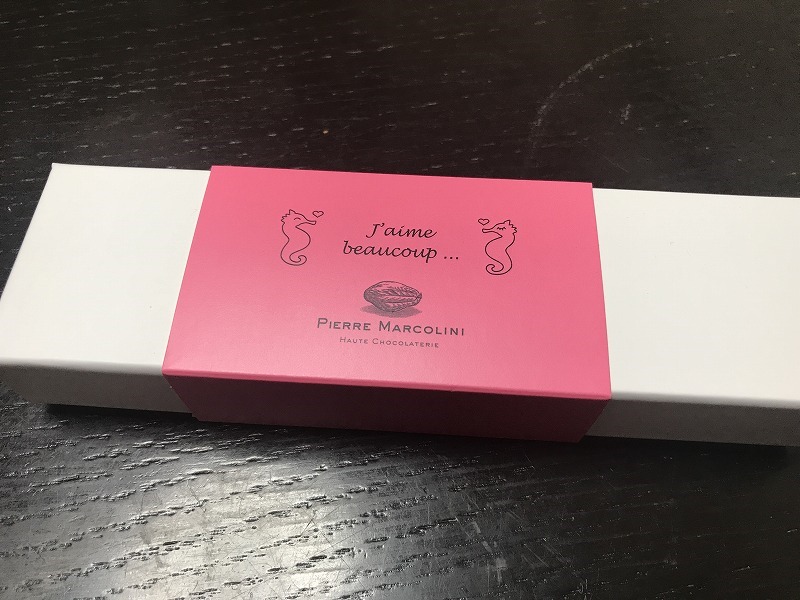 J'aime
beaucoup ...
PIERRE MARCOLINI
HAUTE CHOCOLATERIE